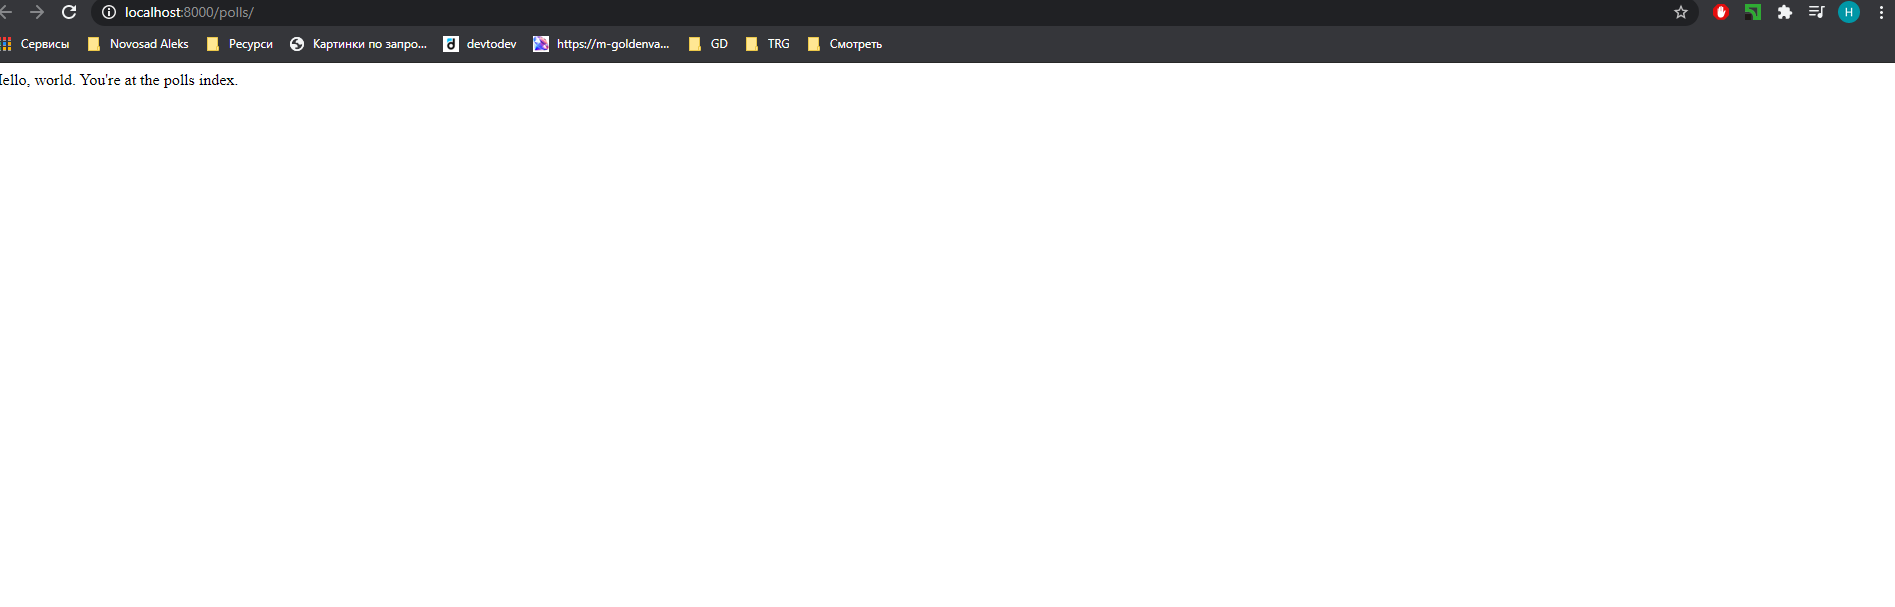 localhost:8000/polls/
H
Сервисы Novosad Aleks Ресурси Картинки по запро... devtodev https://m-goldenva... GD TRG Смотреть
ello, world. You're at the polls index.